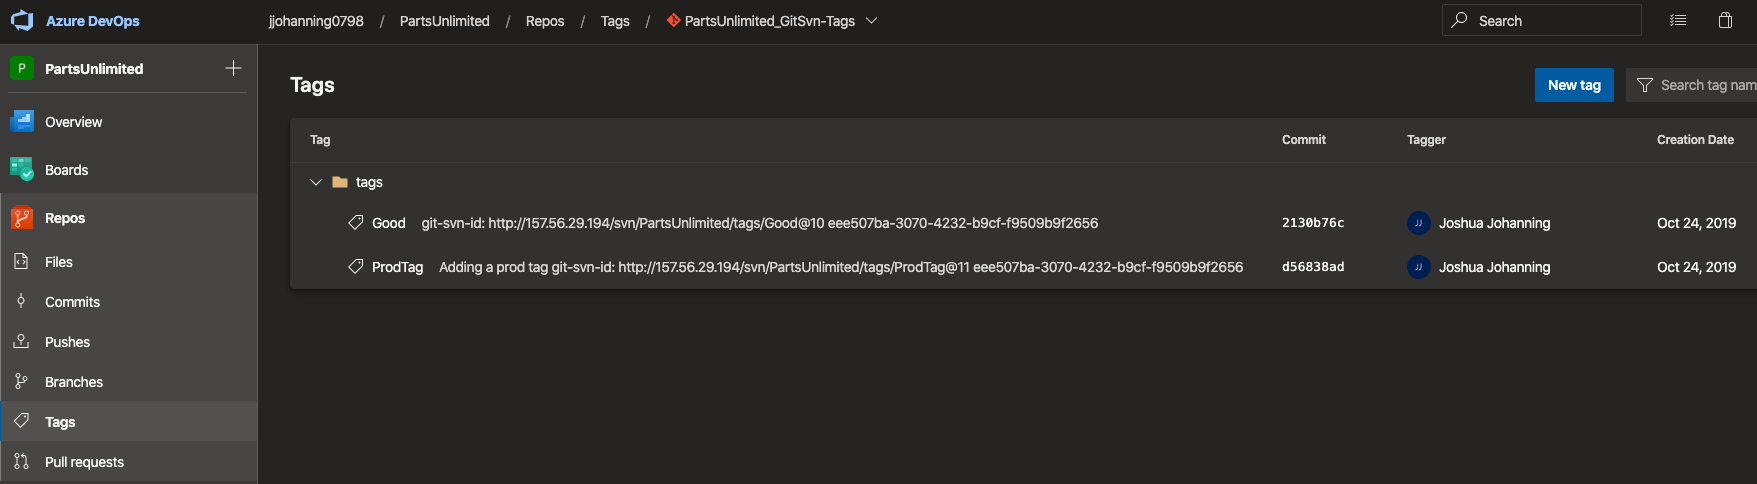 Azure DevOps
jjohanning0798 / PartsUnlimited / Repos / Tags / PartsUnlimited_GitSvn-Tags
Search
P PartsUnlimited
Overview
Boards
Repos
Files
Commits
Pushes
Branches
Tags
Pull requests
Tags
New tag
Search tag nam
Tag Commit Tagger Creation Date
tags
Good git-svn-id: http://157.56.29.194/svn/PartsUnlimited/tags/Good@10 eee507ba-3070-4232-b9cf-f9509b9f2656 2130b76c JJ Joshua Johanning Oct 24, 2019
ProdTag Adding a prod tag git-svn-id: http://157.56.29.194/svn/PartsUnlimited/tags/ProdTag@11 eee507ba-3070-4232-b9cf-f9509b9f2656 d56838ad JJ Joshua Johanning Oct 24, 2019